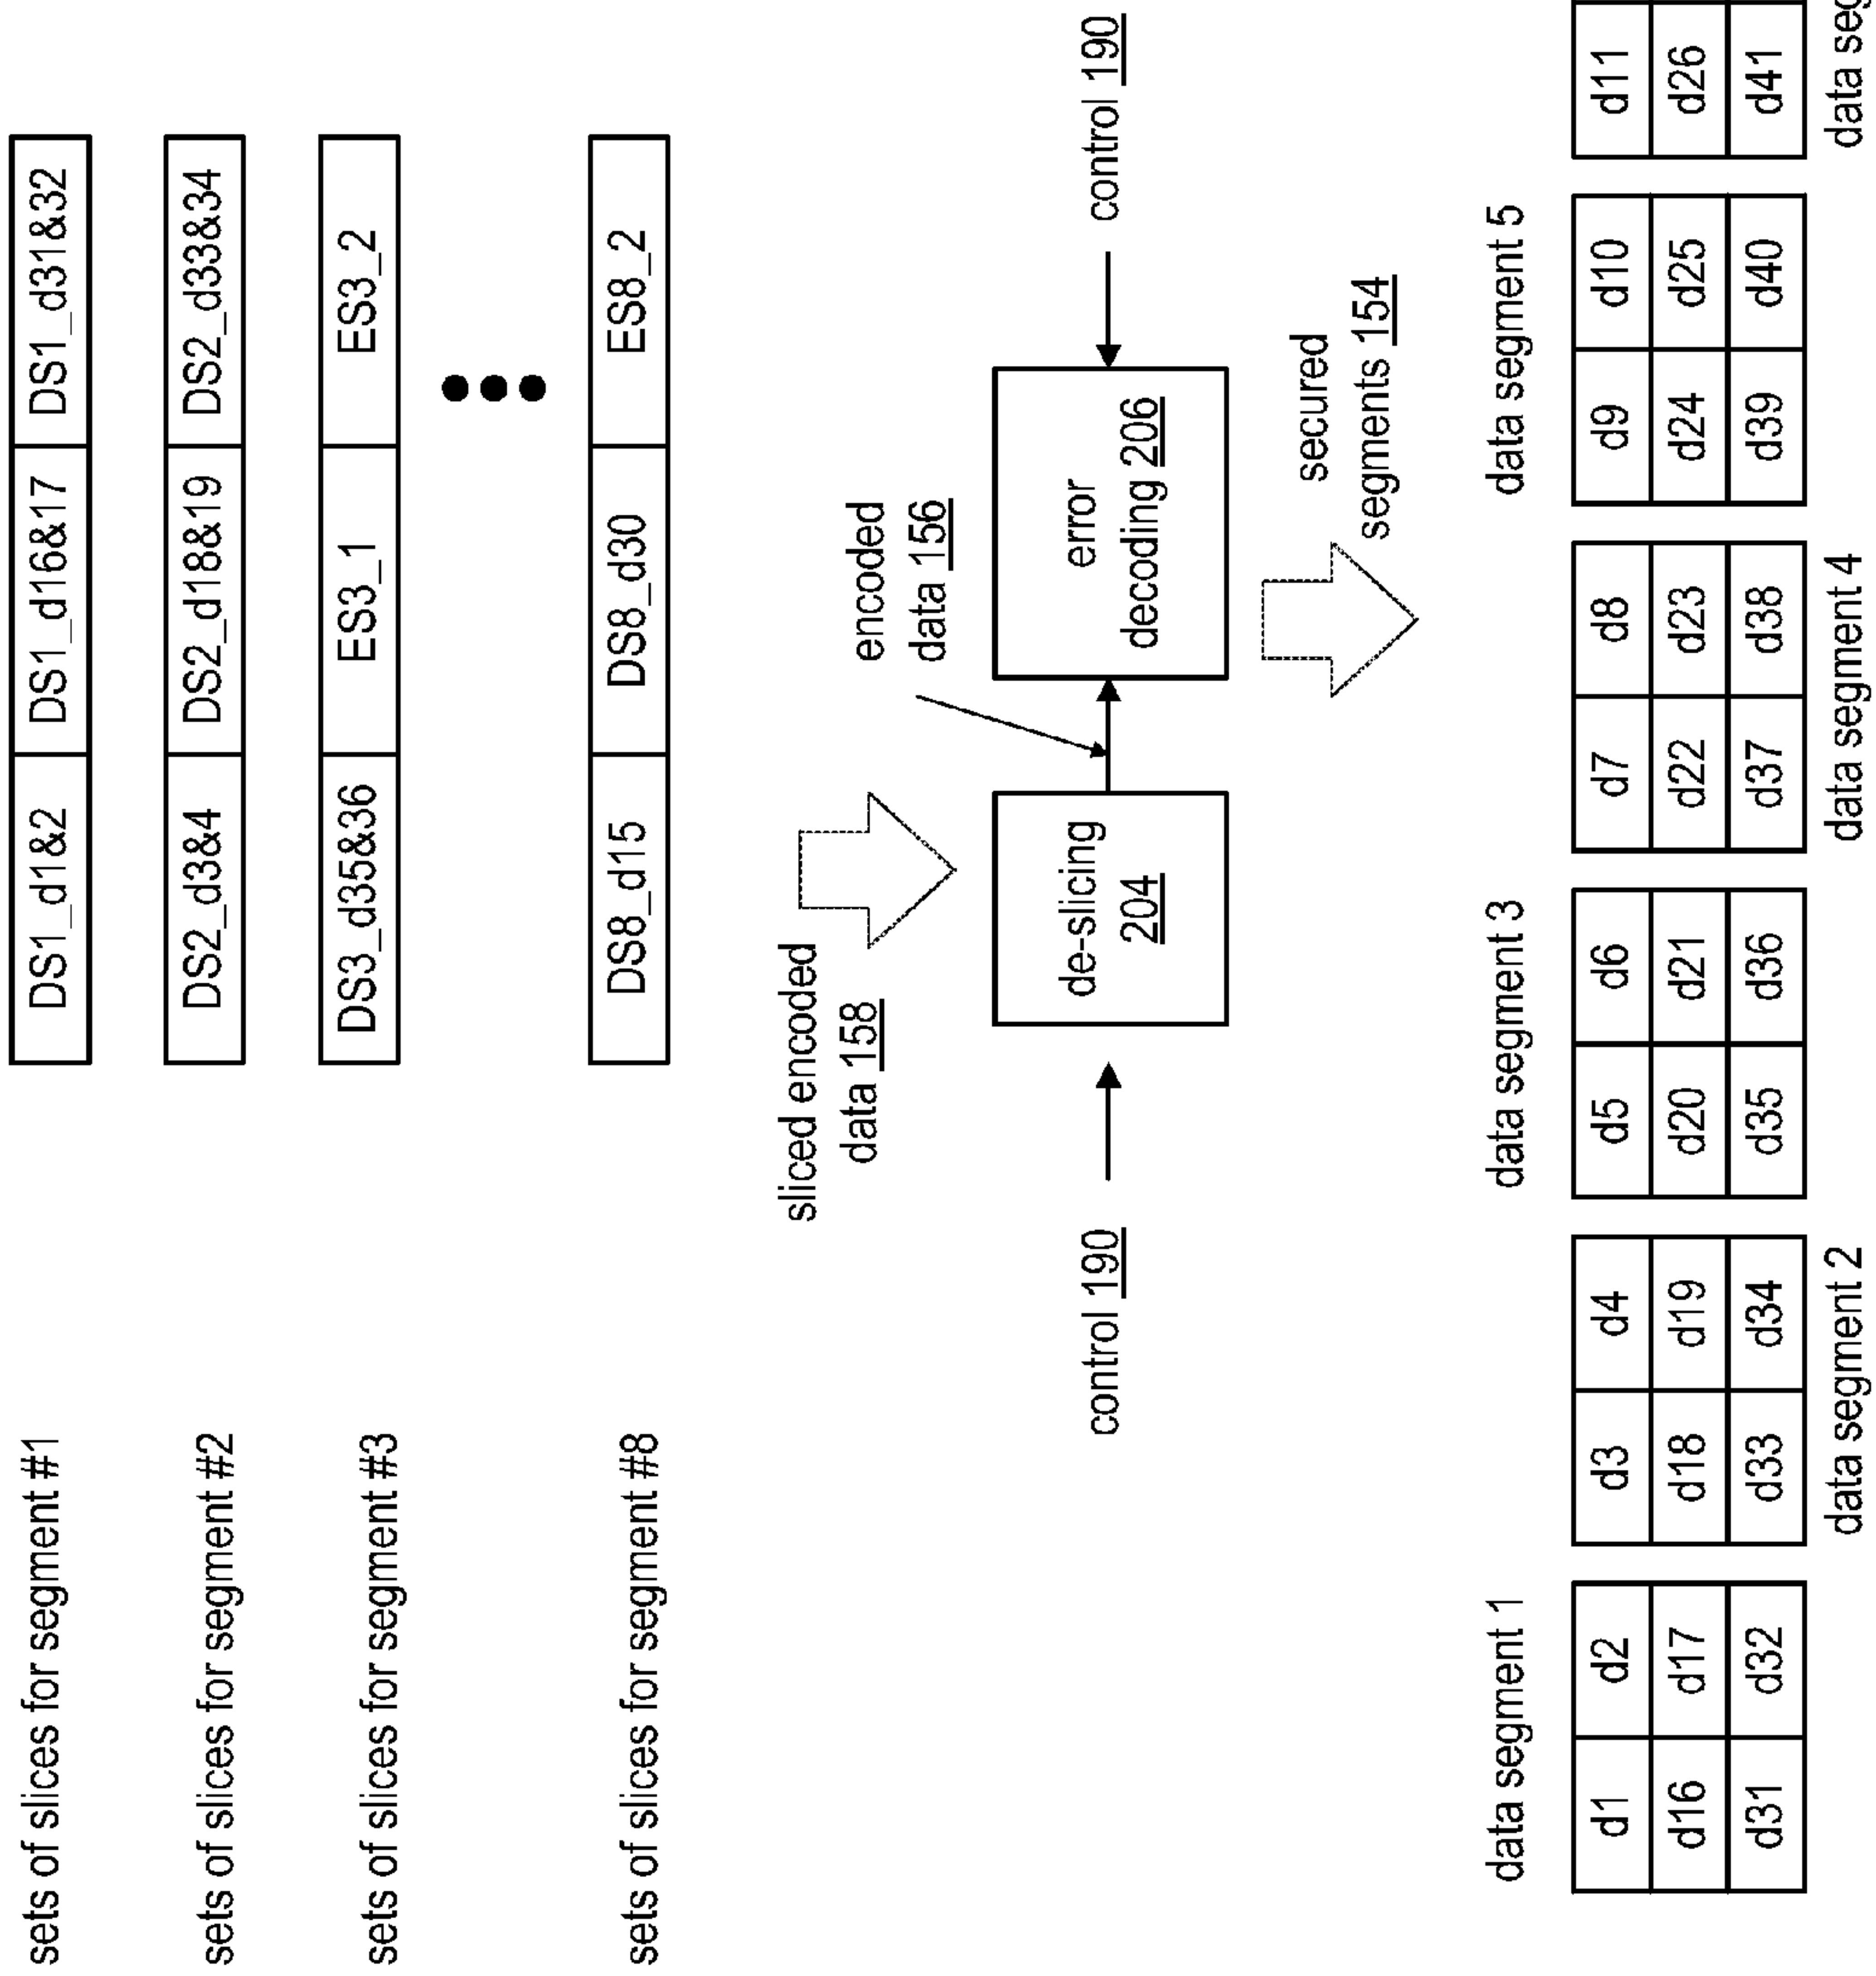 sets of slices for segment #1
DS1_d1&2 DS1_d16&17 DS1_d31&32
sets of slices for segment #2
DS2_d3&4 DS2_d18&19 DS2_d33&34
sets of slices for segment #3
DS3_d35&36 ES3_1 ES3_2
sets of slices for segment #8
DS8_d15 DS8_d30 ES8_2
sliced encoded
data 158
encoded
data 156
control 190
de-slicing
204
error
decoding 206
control 190
secured
segments 154
data segment 1
data segment 3
data segment 5
d1 d2 d3 d4 d5 d6 d7 d8 d9 d10 d11
d16 d17 d18 d19 d20 d21 d22 d23 d24 d25 d26
d31 d32 d33 d34 d35 d36 d37 d38 d39 d40 d41
data segment 2
data segment 4
data seg